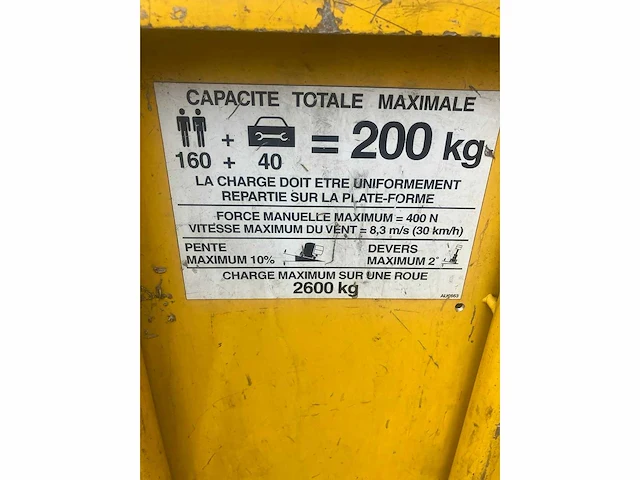 CAPACITE TOTALE MAXIMALE
160 + 40 = 200 kg
LA CHARGE DOIT ETRE UNIFORMEMENT
REPARTIE SUR LA PLATE-FORME
FORCE MANUELLE MAXIMUM = 400 N
VITESSE MAXIMUM DU VENT = 8,3 m/s (30 km/h)
PENTE
MAXIMUM 10%
DEVERS
MAXIMUM 2°
CHARGE MAXIMUM SUR UNE ROUE
2600 kg